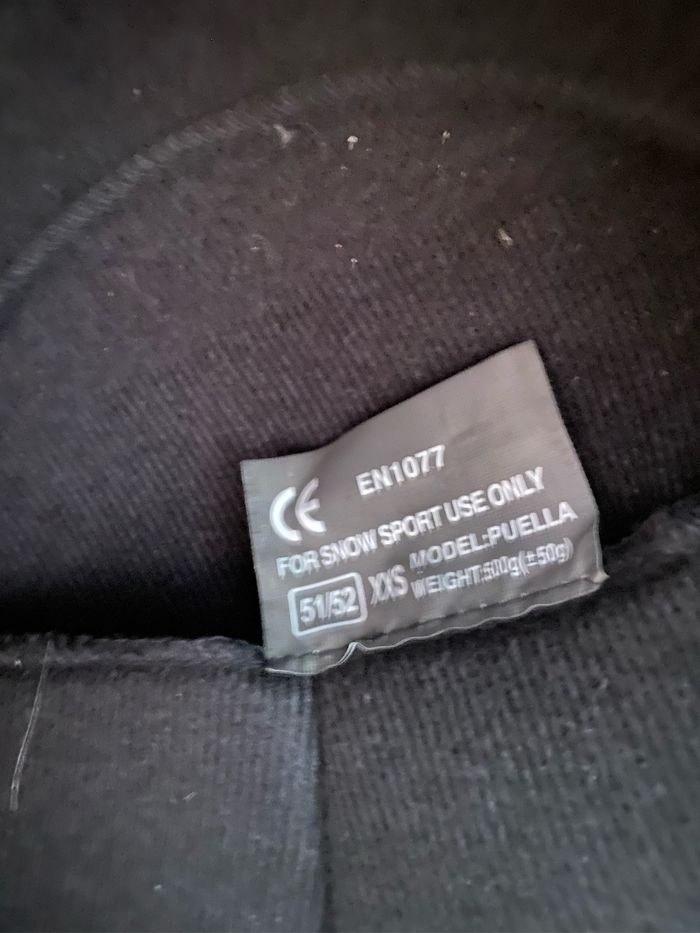 CE EN1077
FOR SNOW SPORT USE ONLY
51/52 XXS MODEL:PUELLA
WEIGHT:500g(±50g)